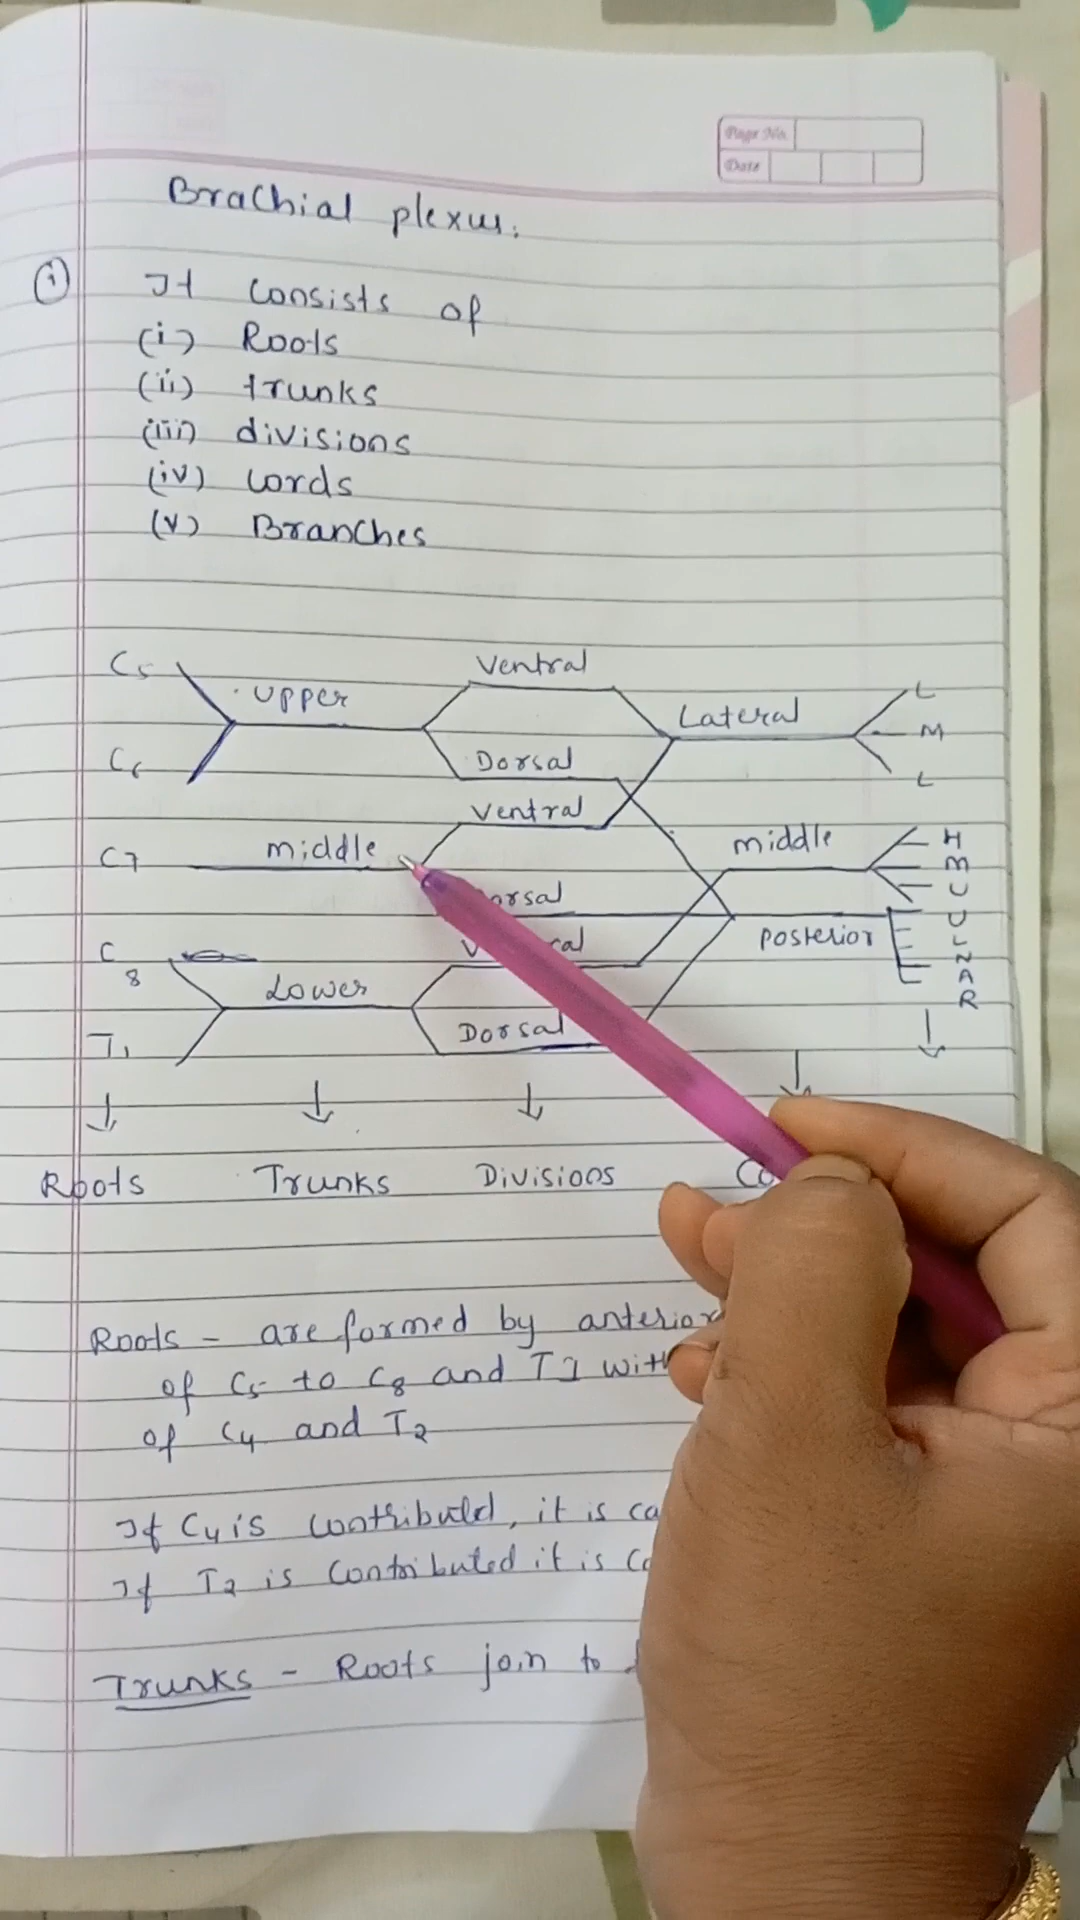 Page No.
Date
Brachial plexus.
① It Consists of
(i) Roots
(ii) trunks
(iii) divisions
(iv) Cords
(v) Branches
C5 Upper Ventral Lateral L
M
C6 Dorsal L
Ventral
C7 middle middle H
M
U
Dorsal
C8 Posterior ULNAR
Lower
T1 Dorsal
Roots Trunks Divisions
Roots - are formed by anterior
of C5 to C8 and T1 with
of C4 and T2
If C4 is Contributed, it is
If T2 is Contributed it is
Trunks - Roots join to